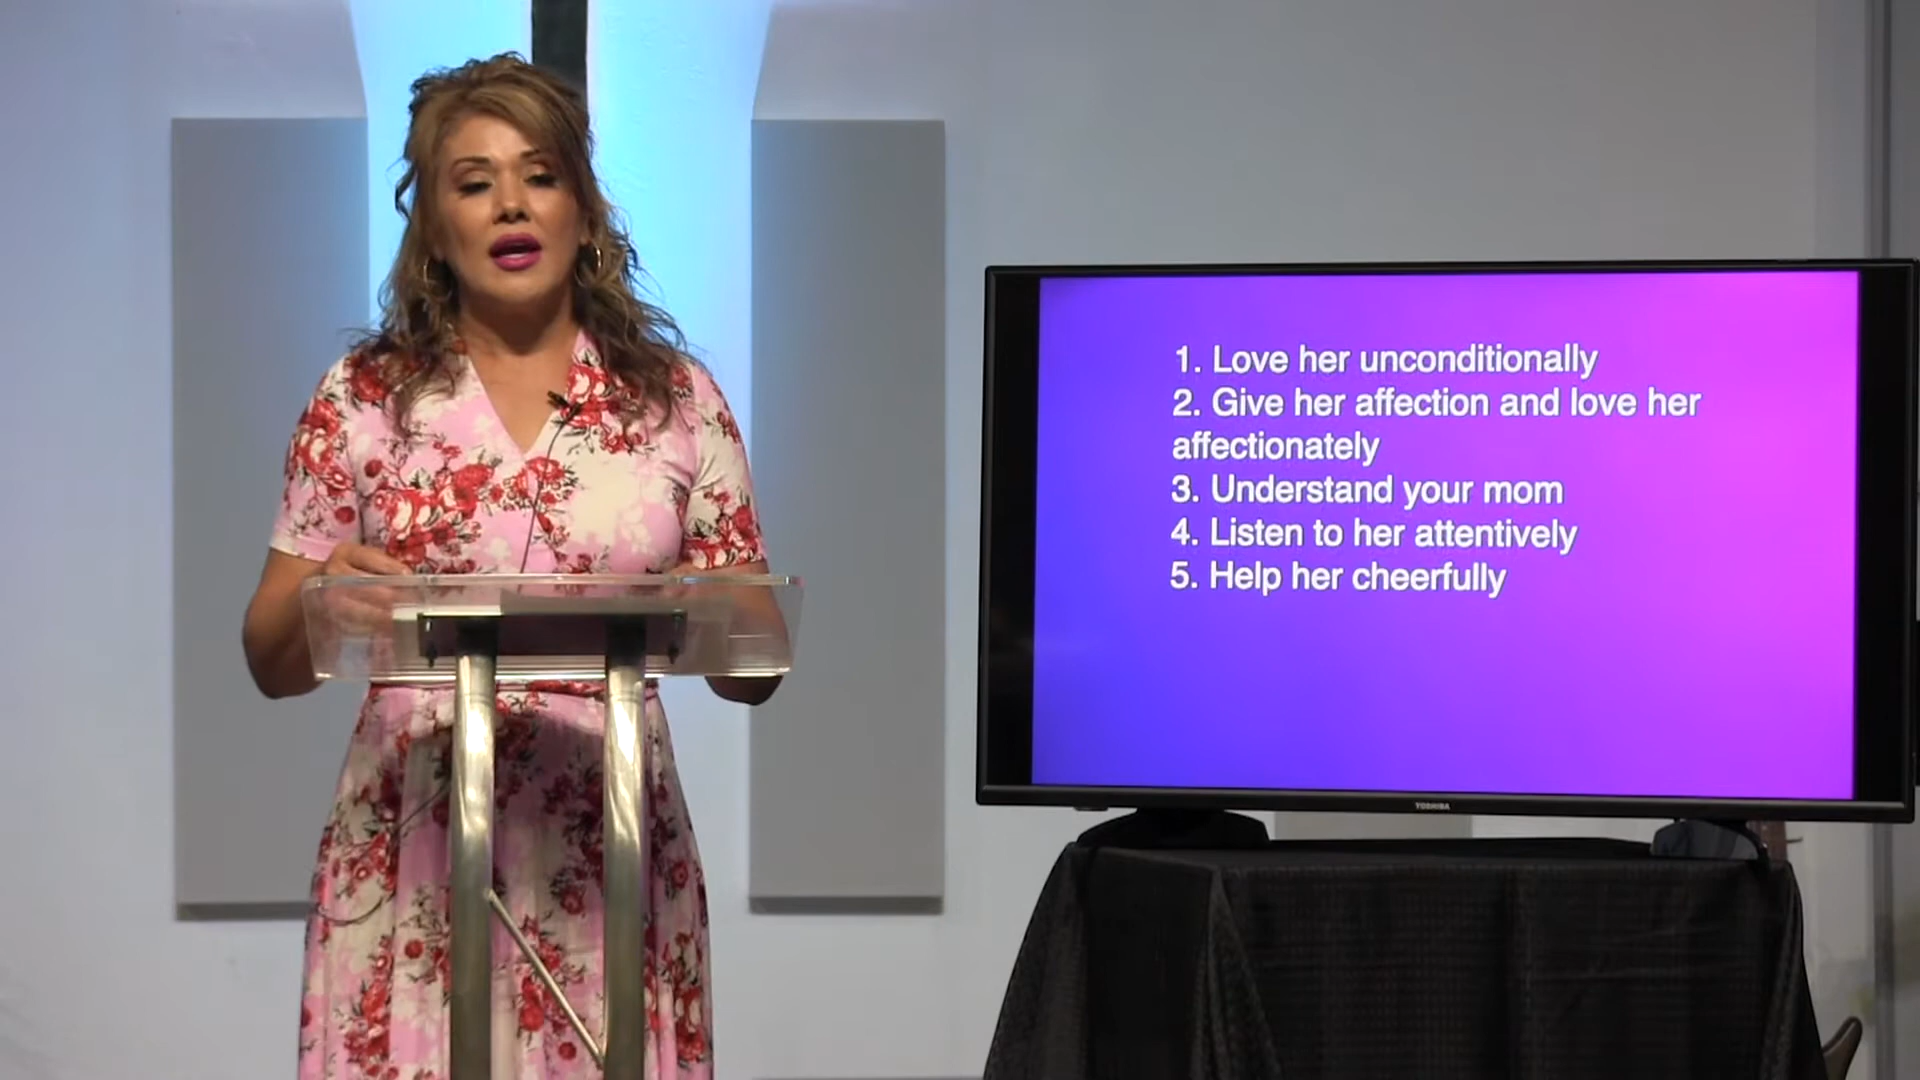 1. Love her unconditionally
2. Give her affection and love her
affectionately
3. Understand your mom
4. Listen to her attentively
5. Help her cheerfully
TOSHIBA